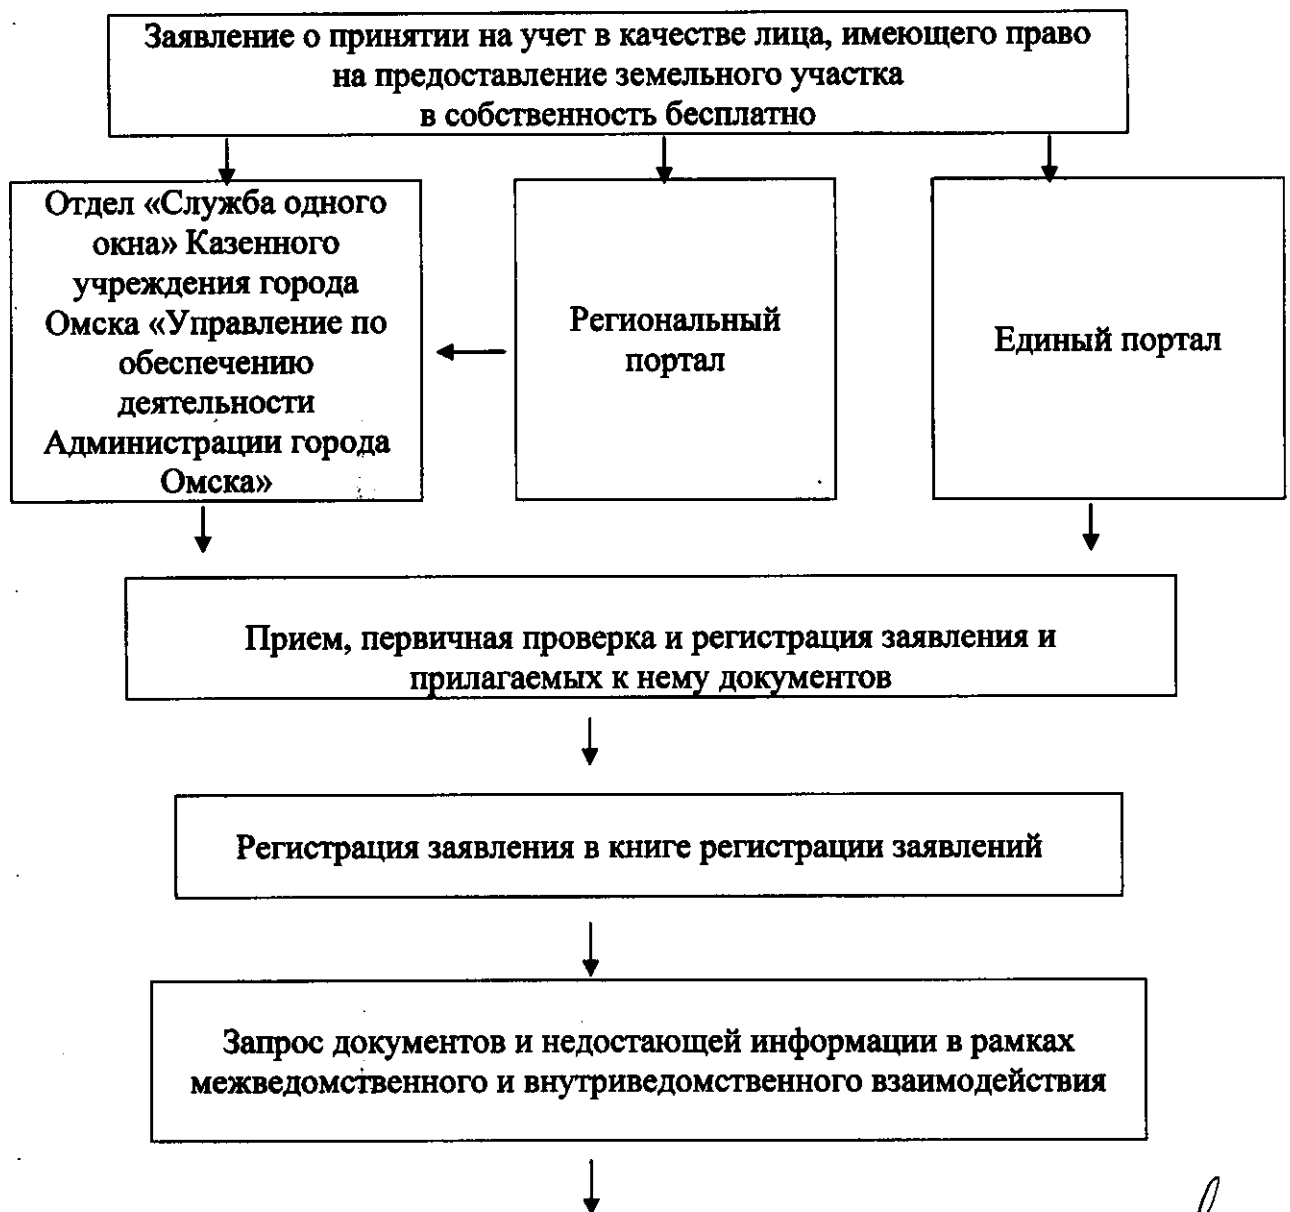 Заявление о принятии на учет в качестве лица, имеющего право
на предоставление земельного участка
в собственность бесплатно
Отдел «Служба одного
окна» Казенного
учреждения города
Омска «Управление по
обеспечению
деятельности
Администрации города
Омска»
Региональный
портал
Единый портал
Прием, первичная проверка и регистрация заявления и
прилагаемых к нему документов
Регистрация заявления в книге регистрации заявлений
Запрос документов и недостающей информации в рамках
межведомственного и внутриведомственного взаимодействия